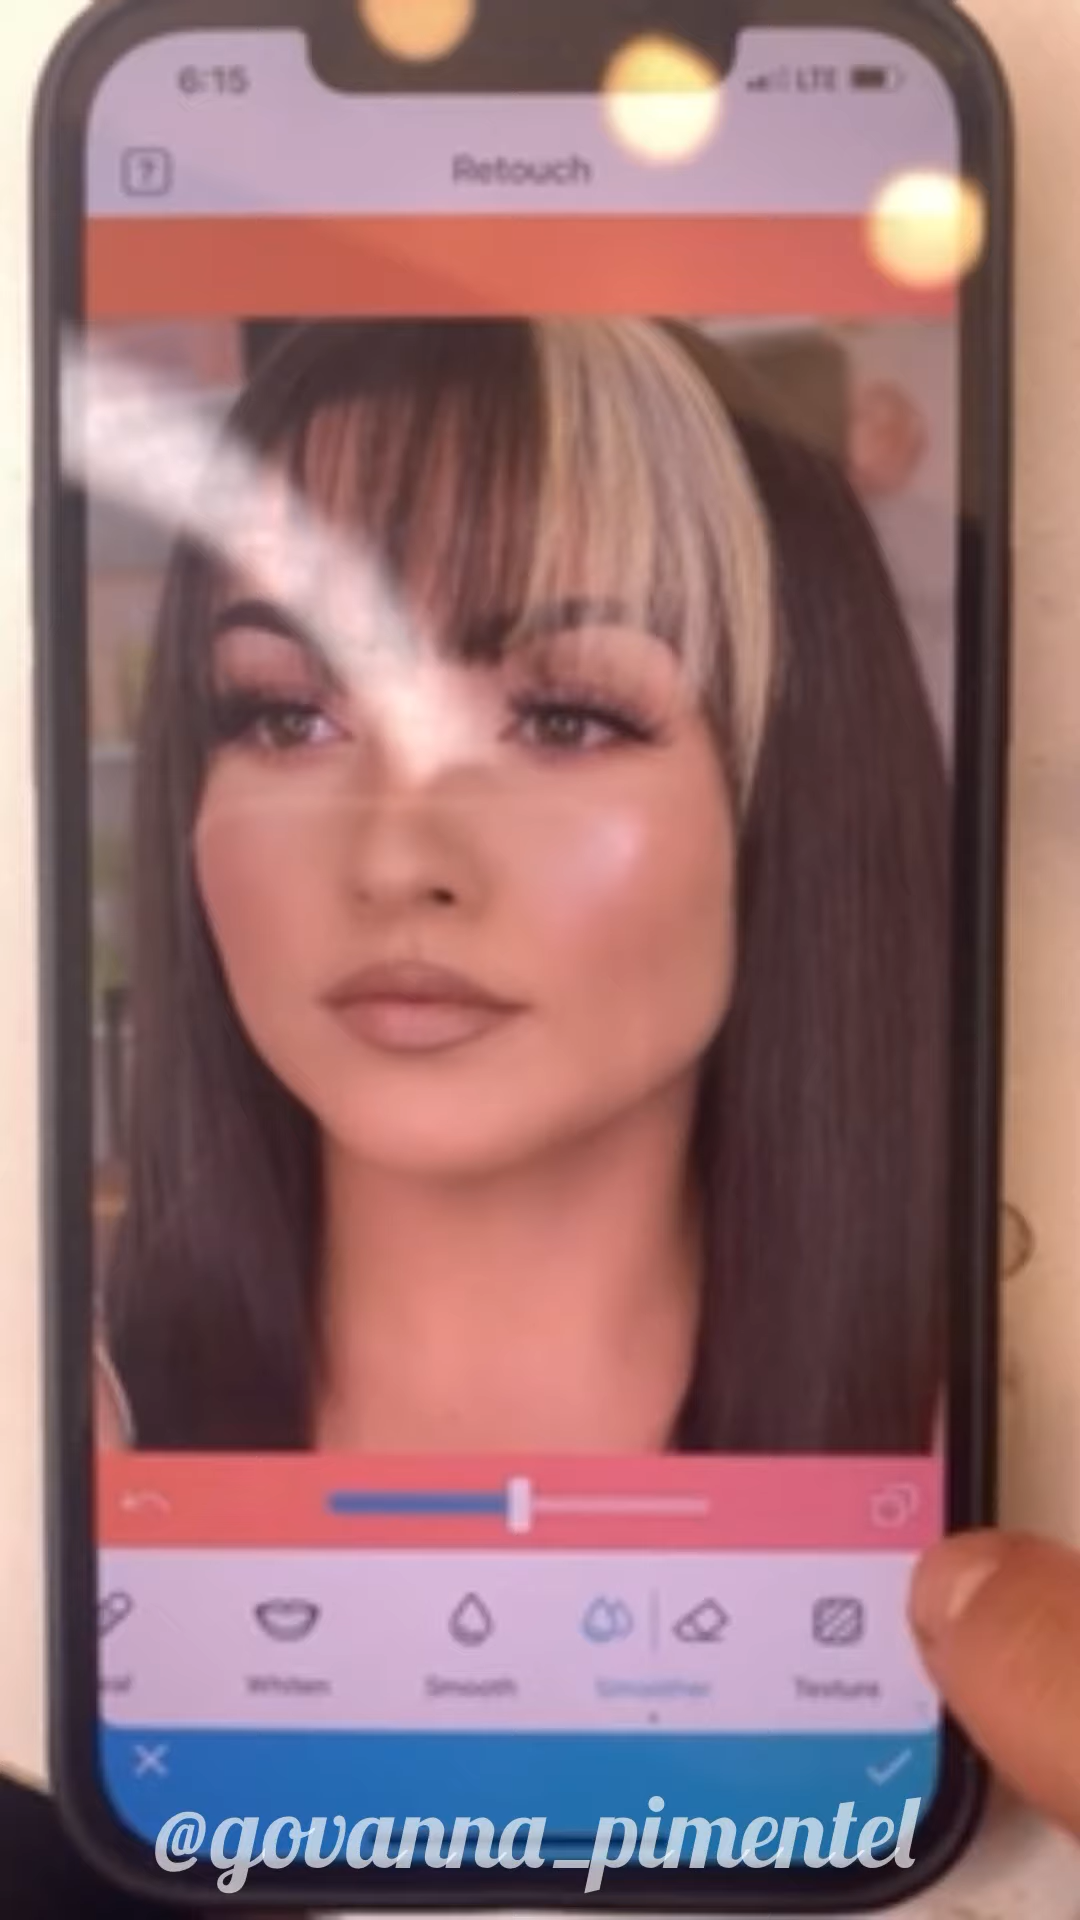 6:15
LTE
?
Retouch
Whiten
Smooth
Smoother
Texture
@govanna_pimentel